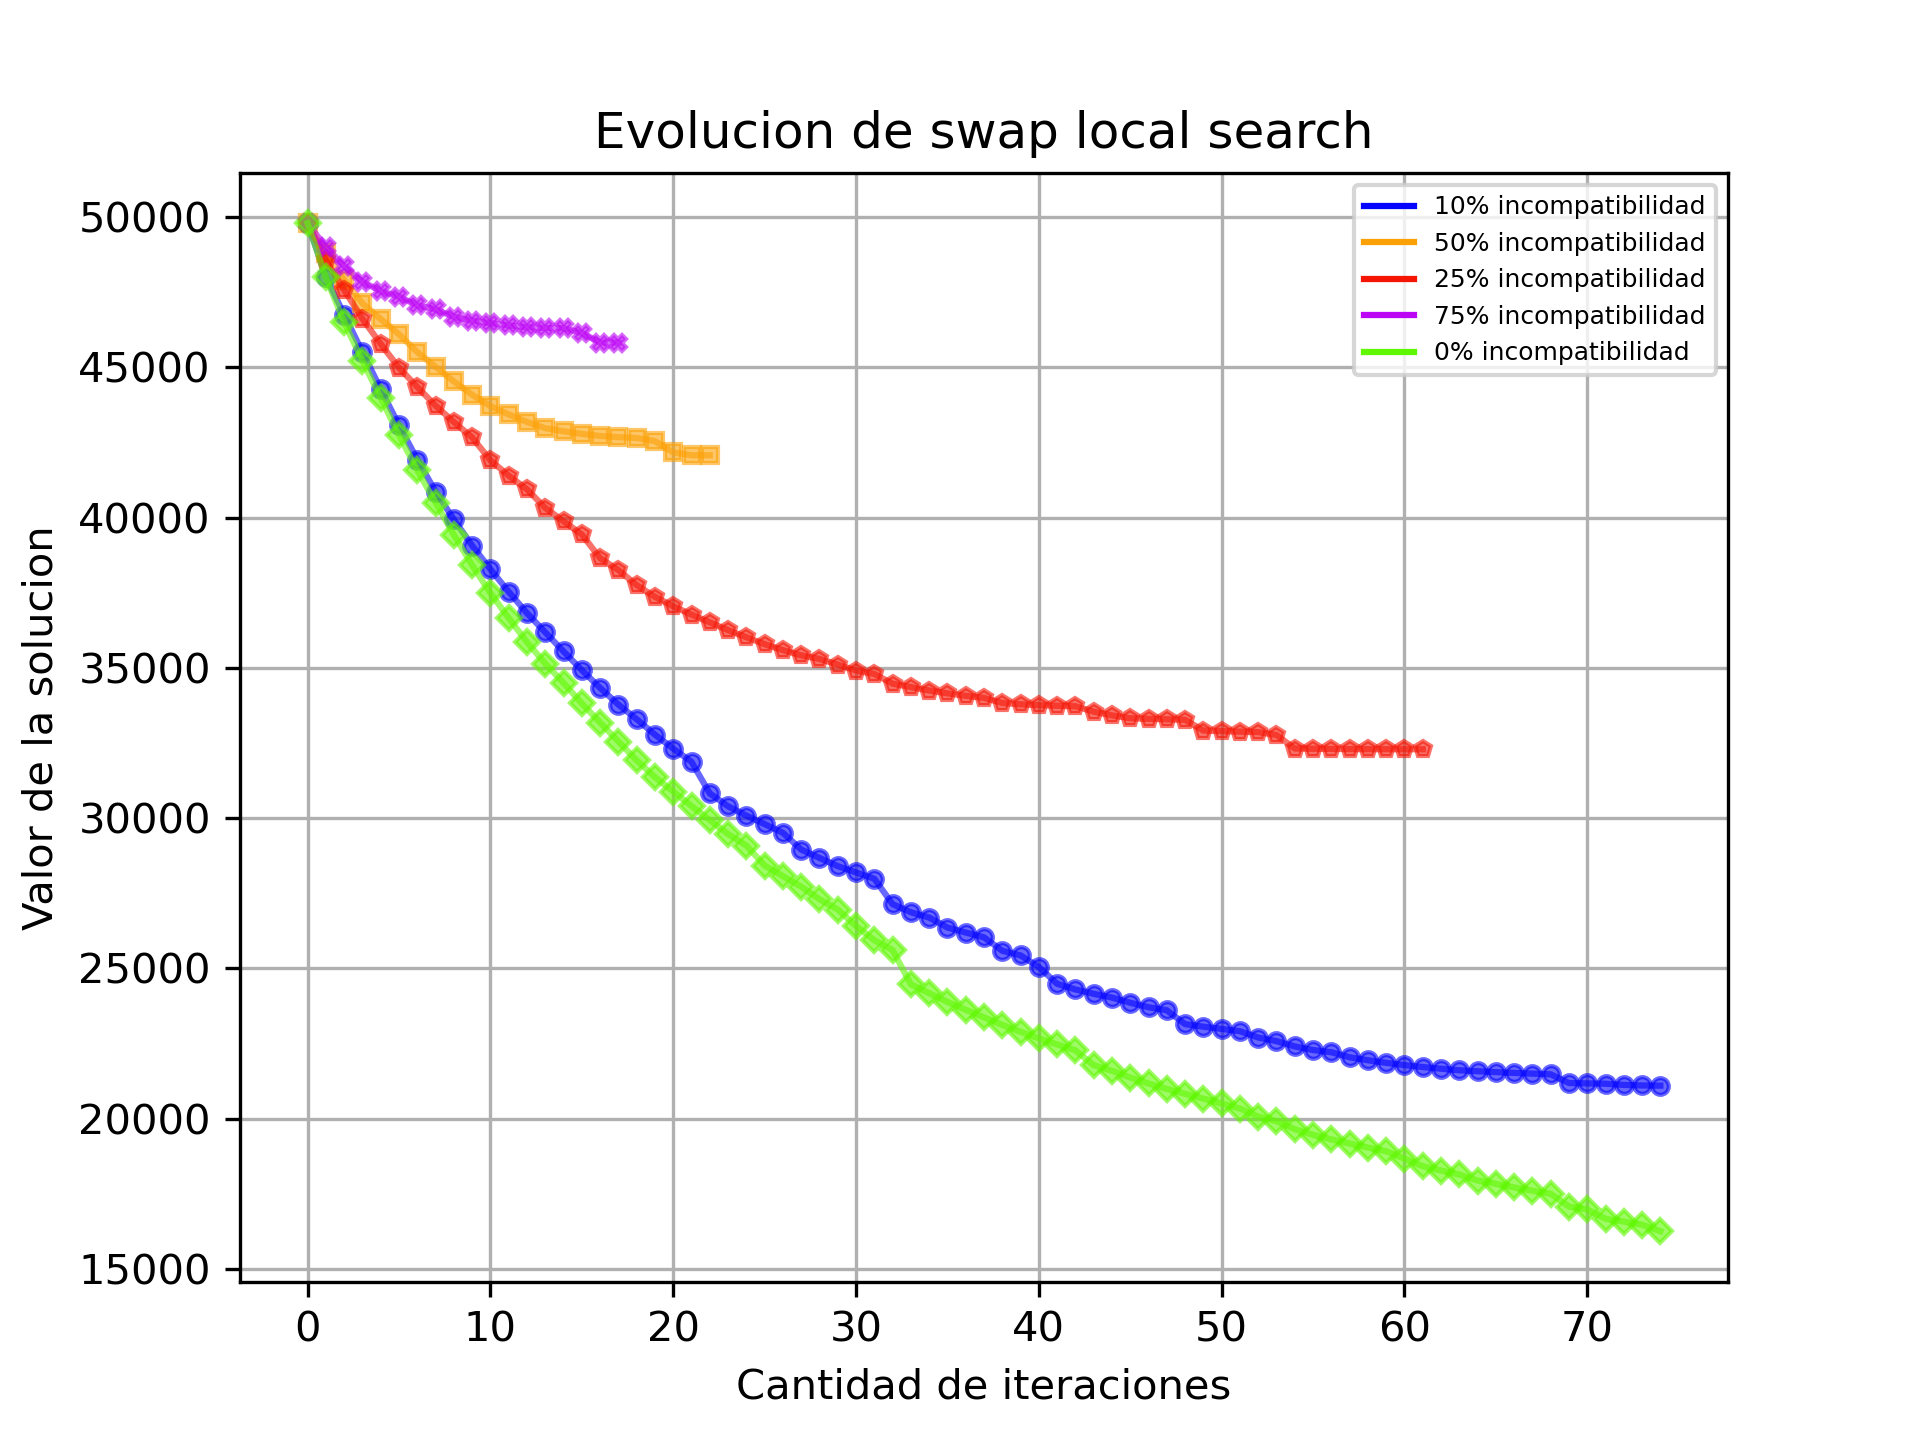 Evolucion de swap local search
10% incompatibilidad
50% incompatibilidad
25% incompatibilidad
75% incompatibilidad
0% incompatibilidad
Valor de la solucion
50000
45000
40000
35000
30000
25000
20000
15000
0 10 20 30 40 50 60 70
Cantidad de iteraciones